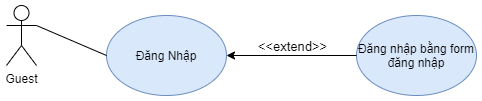 Guest
Đăng Nhập
<<extend>>
Đăng nhập bằng form
đăng nhập